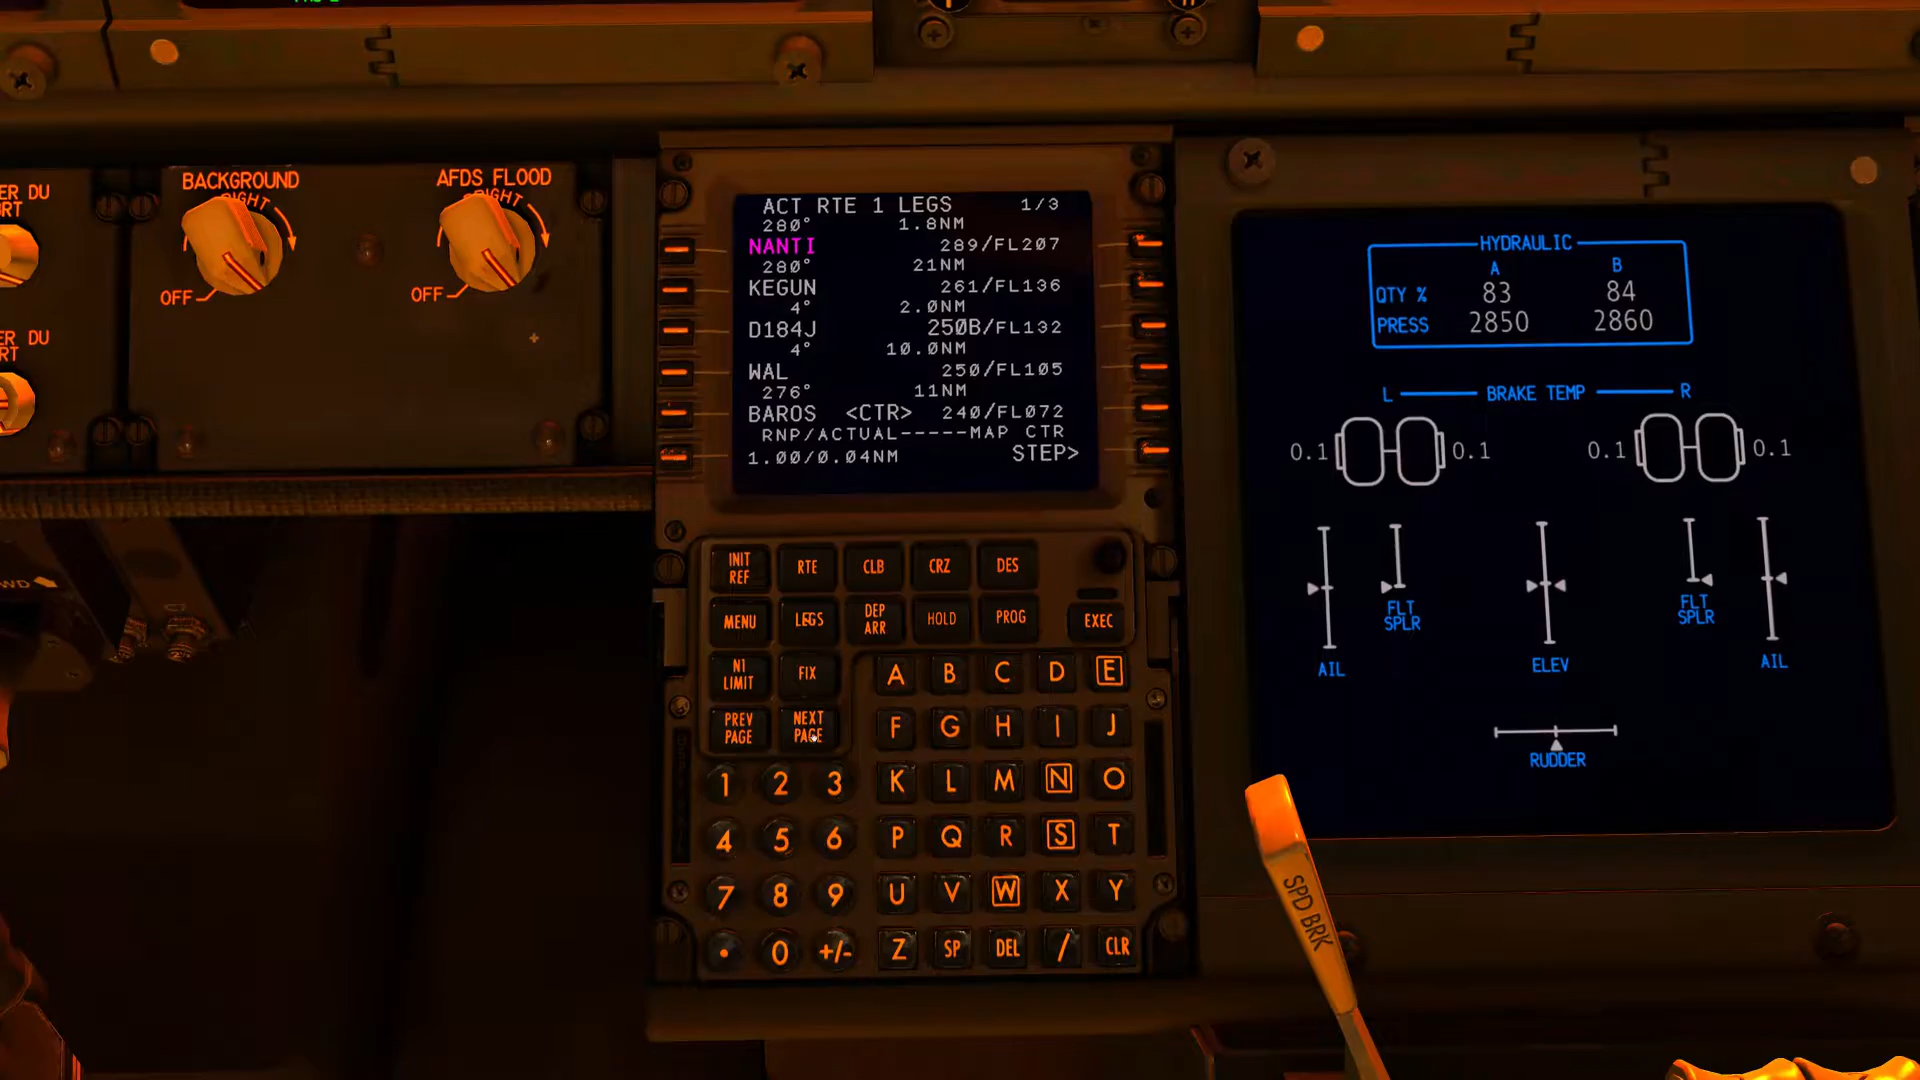 ER DU
BRT
BACKGROUND
OFF
AFDS FLOOD
OFF
ER DU
RT
WD
ACT RTE 1 LEGS 1/3
280° 1.8NM
NANTI 289/FL207
280° 21NM
KEGUN 261/FL136
4° 2.0NM
D184J 250B/FL132
4° 10.0NM
WAL 250/FL105
276° 11NM
BAROS <CTR> 240/FL072
RNP/ACTUAL-----MAP CTR
1.00/0.04NM STEP>
INIT REF RTE CLB CRZ DES
MENU LEGS DEP ARR HOLD PROG EXEC
N1 LIMIT FIX
PREV PAGE NEXT PAGE
A B C D E
F G H I J
1 2 3 K L M N O
4 5 6 P Q R S T
7 8 9 U V W X Y
. 0 +/- Z SP DEL / CLR
HYDRAULIC
A B
QTY % 83 84
PRESS 2850 2860
L BRAKE TEMP R
0.1 0.1 0.1 0.1
FLT SPLR
FLT SPLR
AIL
ELEV
AIL
RUDDER
SPD BRK